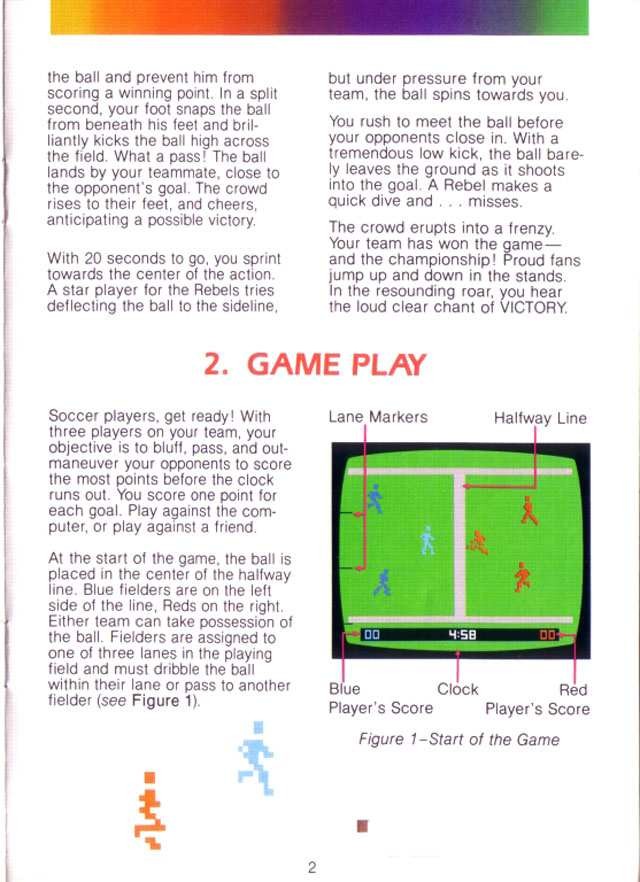 the ball and prevent him from
scoring a winning point. In a split
second, your foot snaps the ball
from beneath his feet and bril-
liantly kicks the ball high across
the field. What a pass! The ball
lands by your teammate, close to
the opponent's goal. The crowd
rises to their feet, and cheers,
anticipating a possible victory.
With 20 seconds to go, you sprint
towards the center of the action.
A star player for the Rebels tries
deflecting the ball to the sideline,
but under pressure from your
team, the ball spins towards you.
You rush to meet the ball before
your opponents close in. With a
tremendous low kick, the ball bare-
ly leaves the ground as it shoots
into the goal. A Rebel makes a
quick dive and . . . misses.
The crowd erupts into a frenzy.
Your team has won the game—
and the championship! Proud fans
jump up and down in the stands.
In the resounding roar, you hear
the loud clear chant of VICTORY.
2. GAME PLAY
Soccer players, get ready! With
three players on your team, your
objective is to bluff, pass, and out-
maneuver your opponents to score
the most points before the clock
runs out. You score one point for
each goal. Play against the com-
puter, or play against a friend.
At the start of the game, the ball is
placed in the center of the halfway
line. Blue fielders are on the left
side of the line, Reds on the right.
Either team can take possession of
the ball. Fielders are assigned to
one of three lanes in the playing
field and must dribble the ball
within their lane or pass to another
fielder (see Figure 1).
Lane Markers Halfway Line
00 4:58 00
Blue Clock Red
Player's Score Player's Score
Figure 1–Start of the Game
2